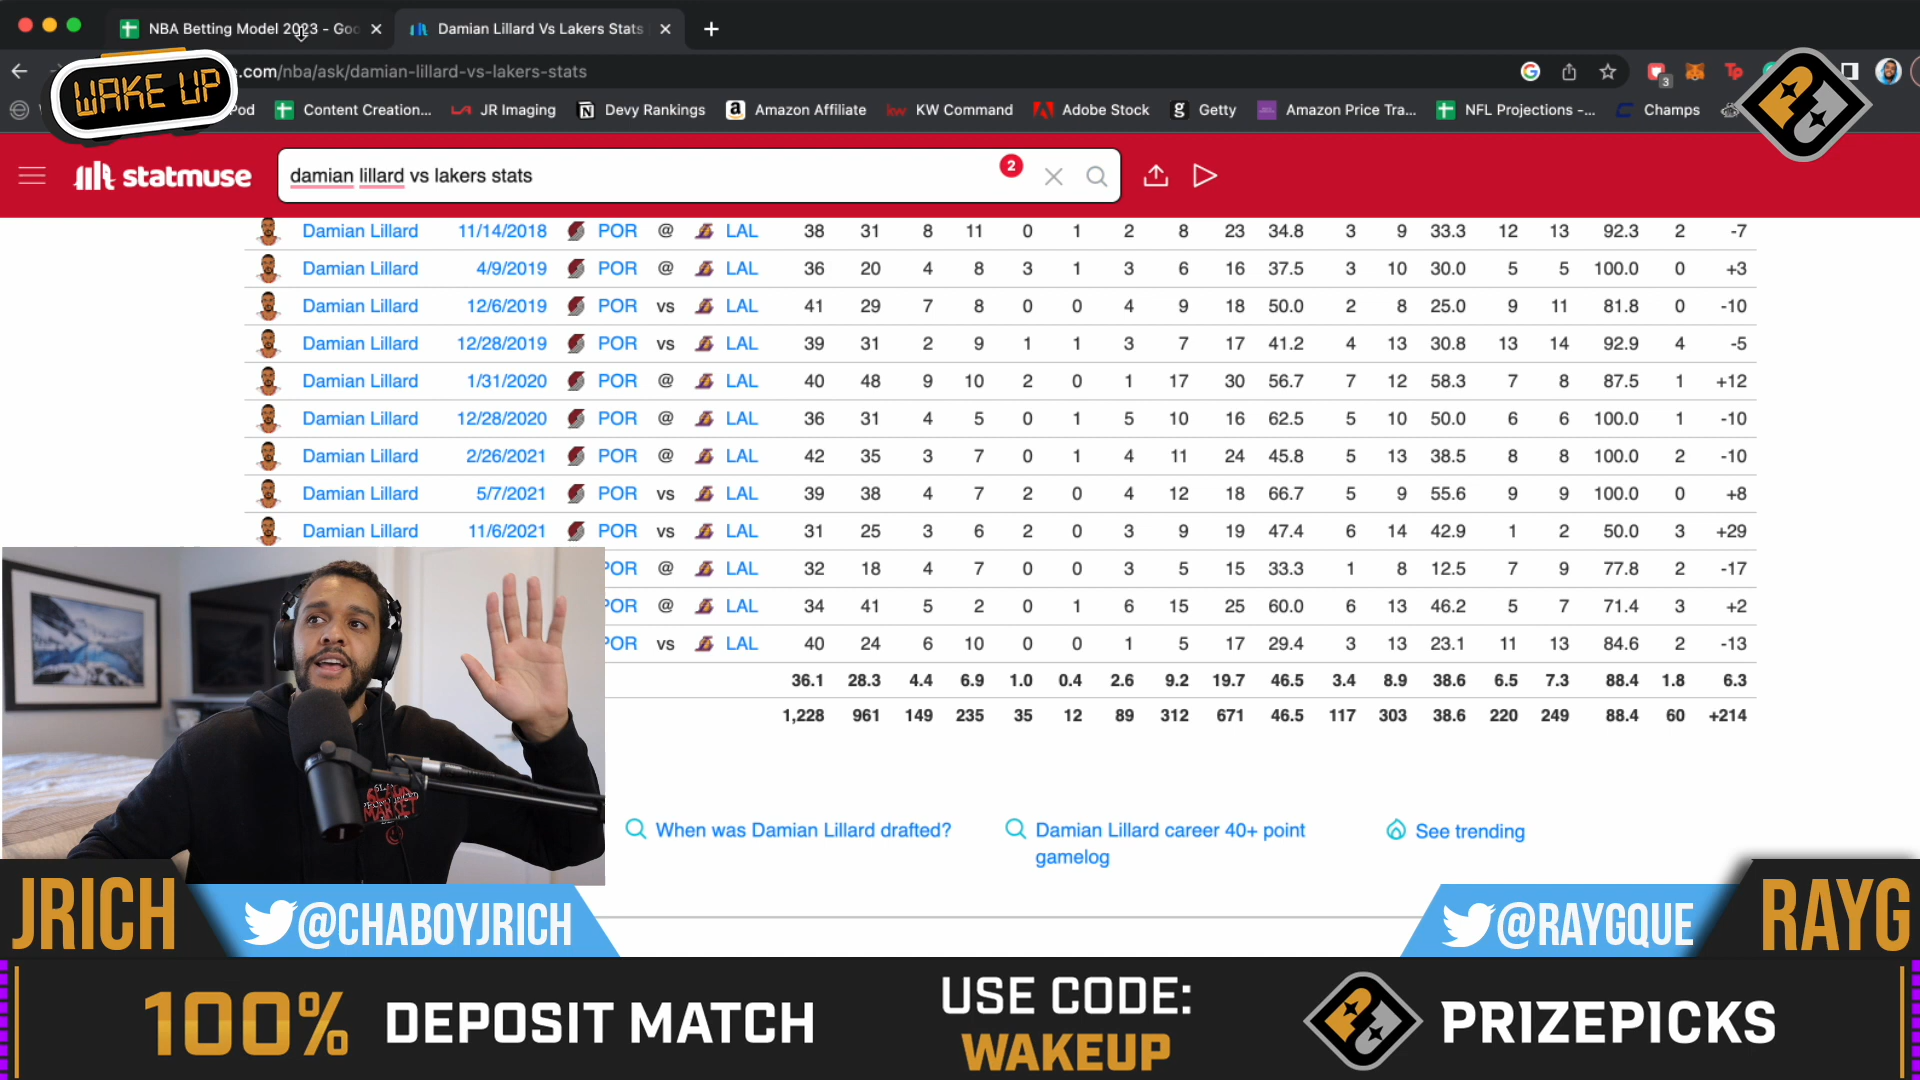 NBA Betting Model 2023 - Goo
Damian Lillard Vs Lakers Stats
.com/nba/ask/damian-lillard-vs-lakers-stats
3
WAKE UP
Pod
Content Creation...
JR Imaging
Devy Rankings
Amazon Affiliate
KW Command
Adobe Stock
Getty
Amazon Price Tra...
NFL Projections -...
Champs
statmuse
damian lillard vs lakers stats
2
Damian Lillard 11/14/2018 POR @ LAL 38 31 8 11 0 1 2 8 23 34.8 3 9 33.3 12 13 92.3 2 -7
Damian Lillard 4/9/2019 POR @ LAL 36 20 4 8 3 1 3 6 16 37.5 3 10 30.0 5 5 100.0 0 +3
Damian Lillard 12/6/2019 POR vs LAL 41 29 7 8 0 0 4 9 18 50.0 2 8 25.0 9 11 81.8 0 -10
Damian Lillard 12/28/2019 POR vs LAL 39 31 2 9 1 1 3 7 17 41.2 4 13 30.8 13 14 92.9 4 -5
Damian Lillard 1/31/2020 POR @ LAL 40 48 9 10 2 0 1 17 30 56.7 7 12 58.3 7 8 87.5 1 +12
Damian Lillard 12/28/2020 POR @ LAL 36 31 4 5 0 1 5 10 16 62.5 5 10 50.0 6 6 100.0 1 -10
Damian Lillard 2/26/2021 POR @ LAL 42 35 3 7 0 1 4 11 24 45.8 5 13 38.5 8 8 100.0 2 -10
Damian Lillard 5/7/2021 POR vs LAL 39 38 4 7 2 0 4 12 18 66.7 5 9 55.6 9 9 100.0 0 +8
Damian Lillard 11/6/2021 POR vs LAL 31 25 3 6 2 0 3 9 19 47.4 6 14 42.9 1 2 50.0 3 +29
POR @ LAL 32 18 4 7 0 0 3 5 15 33.3 1 8 12.5 7 9 77.8 2 -17
POR @ LAL 34 41 5 2 0 1 6 15 25 60.0 6 13 46.2 5 7 71.4 3 +2
POR vs LAL 40 24 6 10 0 0 1 5 17 29.4 3 13 23.1 11 13 84.6 2 -13
36.1 28.3 4.4 6.9 1.0 0.4 2.6 9.2 19.7 46.5 3.4 8.9 38.6 6.5 7.3 88.4 1.8 6.3
1,228 961 149 235 35 12 89 312 671 46.5 117 303 38.6 220 249 88.4 60 +214
When was Damian Lillard drafted?
Damian Lillard career 40+ point
gamelog
See trending
JRICH
@CHABOYJRICH
@RAYGQUE
RAYG
100% DEPOSIT MATCH
USE CODE:
WAKEUP
PRIZEPICKS